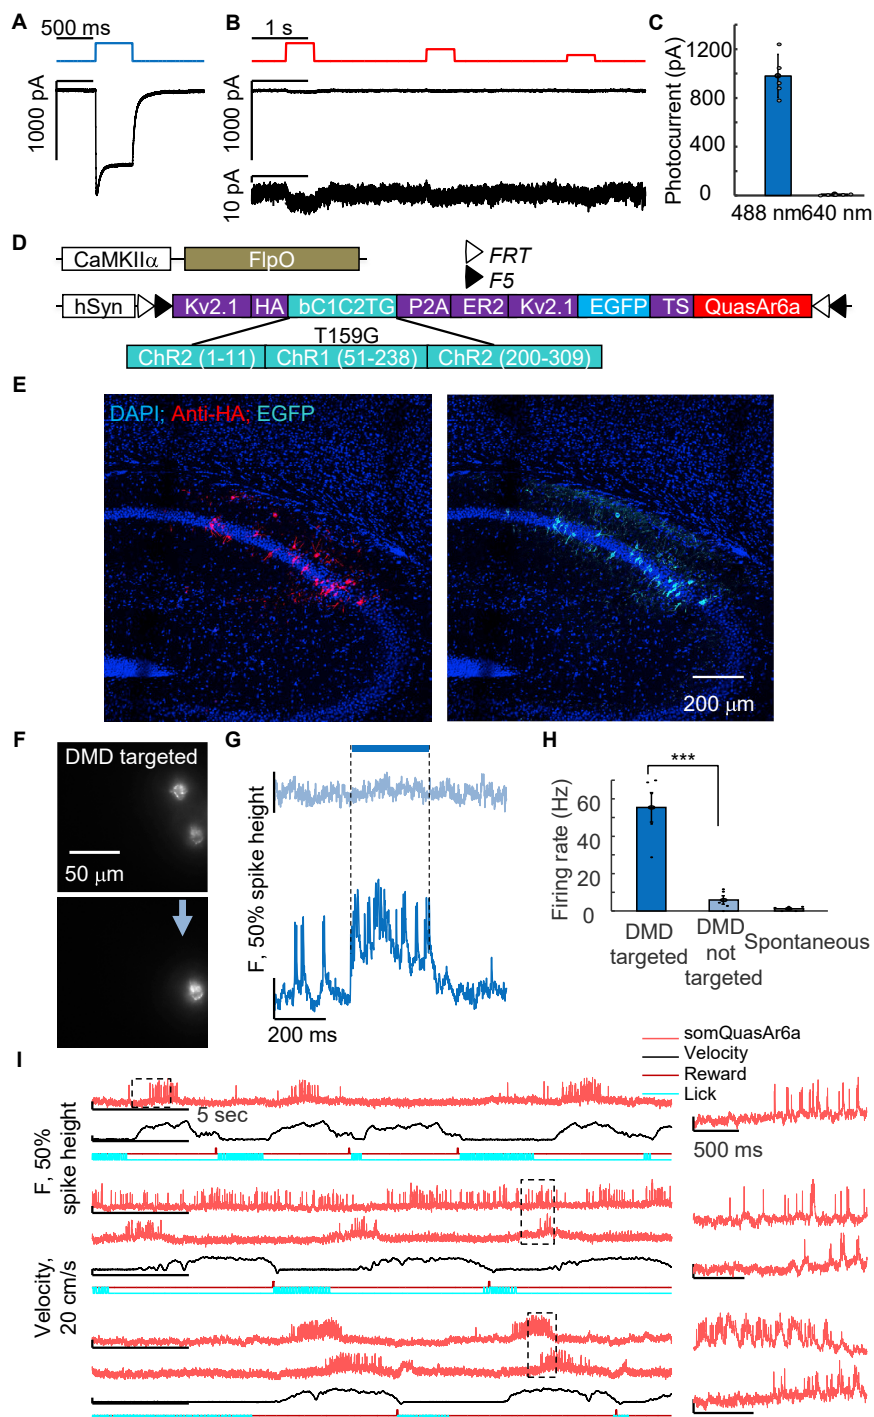 A
B
C
500 ms
1 s
1000 pA
1000 pA
10 pA
Photocurrent (pA)
1200
800
400
0
488 nm
640 nm
D
CaMKIIα
FlpO
FRT
F5
hSyn
Kv2.1
HA
bC1C2TG
P2A
ER2
Kv2.1
EGFP
TS
QuasAr6a
T159G
ChR2 (1-11)
ChR1 (51-238)
ChR2 (200-309)
E
DAPI; Anti-HA; EGFP
200 μm
F
DMD targeted
50 μm
G
F, 50% spike height
200 ms
H
***
Firing rate (Hz)
60
40
20
0
DMD
targeted
DMD
not
targeted
Spontaneous
I
somQuasAr6a
Velocity
Reward
Lick
5 sec
500 ms
F, 50%
spike height
Velocity,
20 cm/s